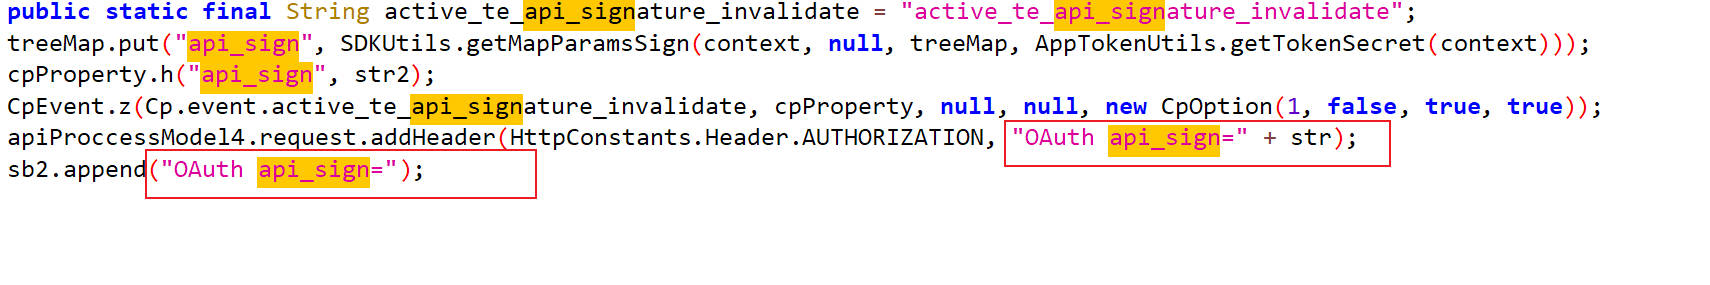 public static final String active_te_api_signature_invalidate = "active_te_api_signature_invalidate";
treeMap.put("api_sign", SDKUtils.getMapParamsSign(context, null, treeMap, AppTokenUtils.getTokenSecret(context)));
cpProperty.h("api_sign", str2);
CpEvent.z(Cp.event.active_te_api_signature_invalidate, cpProperty, null, null, new CpOption(1, false, true, true));
apiProccessModel4.request.addHeader(HttpConstants.Header.AUTHORIZATION, "OAuth api_sign=" + str);
sb2.append("OAuth api_sign=");